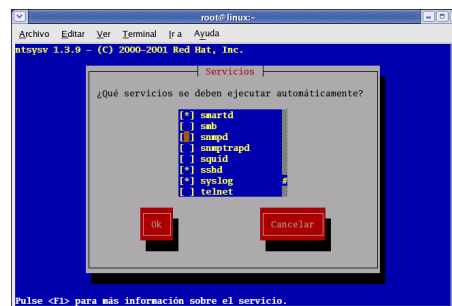 root@linux:~
Archivo Editar Ver Terminal Ir a Ayuda
ntsysv 1.3.9 - (C) 2000-2001 Red Hat, Inc.
Servicios
¿Qué servicios se deben ejecutar automáticamente?
[*] smartd
[ ] smb
[ ] snmpd
[ ] snmptrapd
[ ] squid
[*] sshd
[*] syslog #
[ ] telnet
Ok Cancelar
Pulse <F1> para más información sobre el servicio.